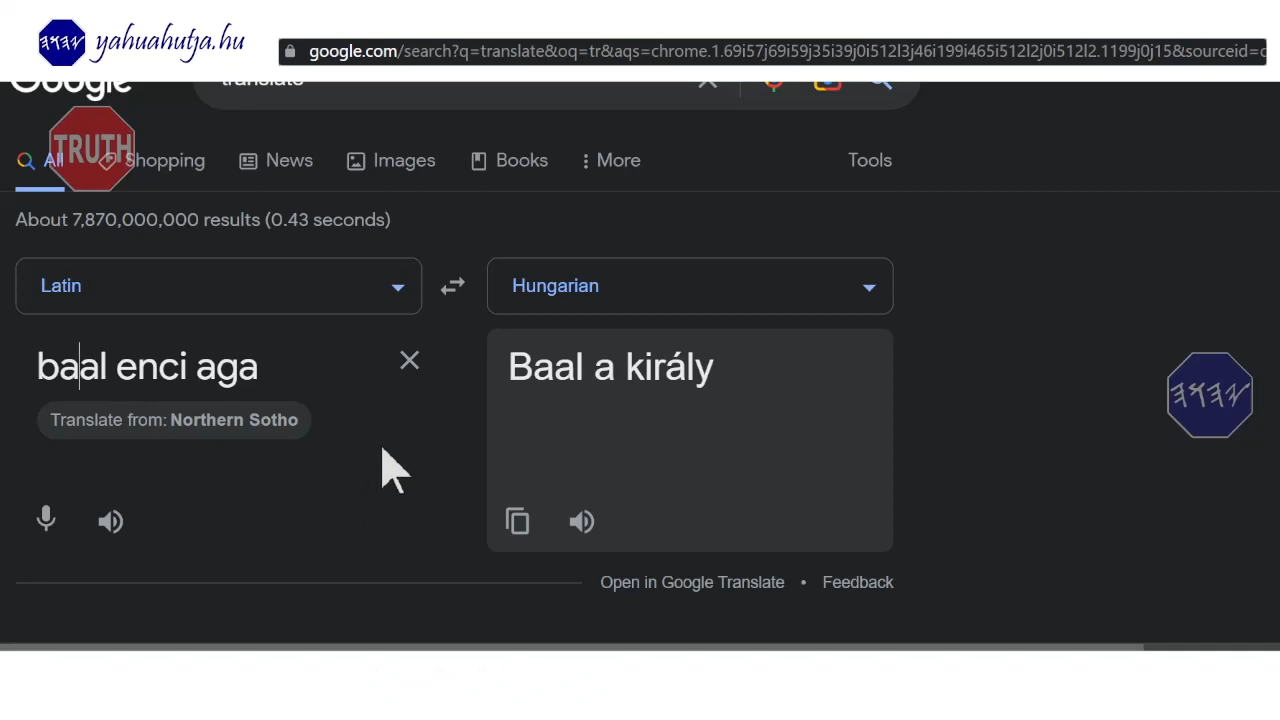 yahuahutja.hu
google.com/search?q=translate&oq=tr&aqs=chrome.1.69i57j69i59j35i39j0i512l3j46i199i465i512l2j0i512l2.1199j0j15&sourceid=c
Google
translate
TRUTH
All
Shopping
News
Images
Books
More
Tools
About 7,870,000,000 results (0.43 seconds)
Latin
Hungarian
baal enci aga
Baal a király
Translate from: Northern Sotho
Open in Google Translate • Feedback